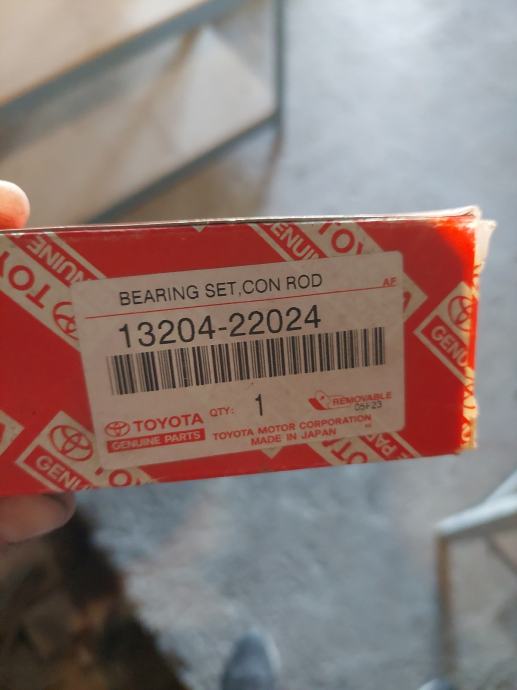 BEARING SET,CON ROD
AF
13204-22024
TOYOTA
GENUINE PARTS
QTY: 1
REMOVABLE
05F23
TOYOTA MOTOR CORPORATION
MADE IN JAPAN